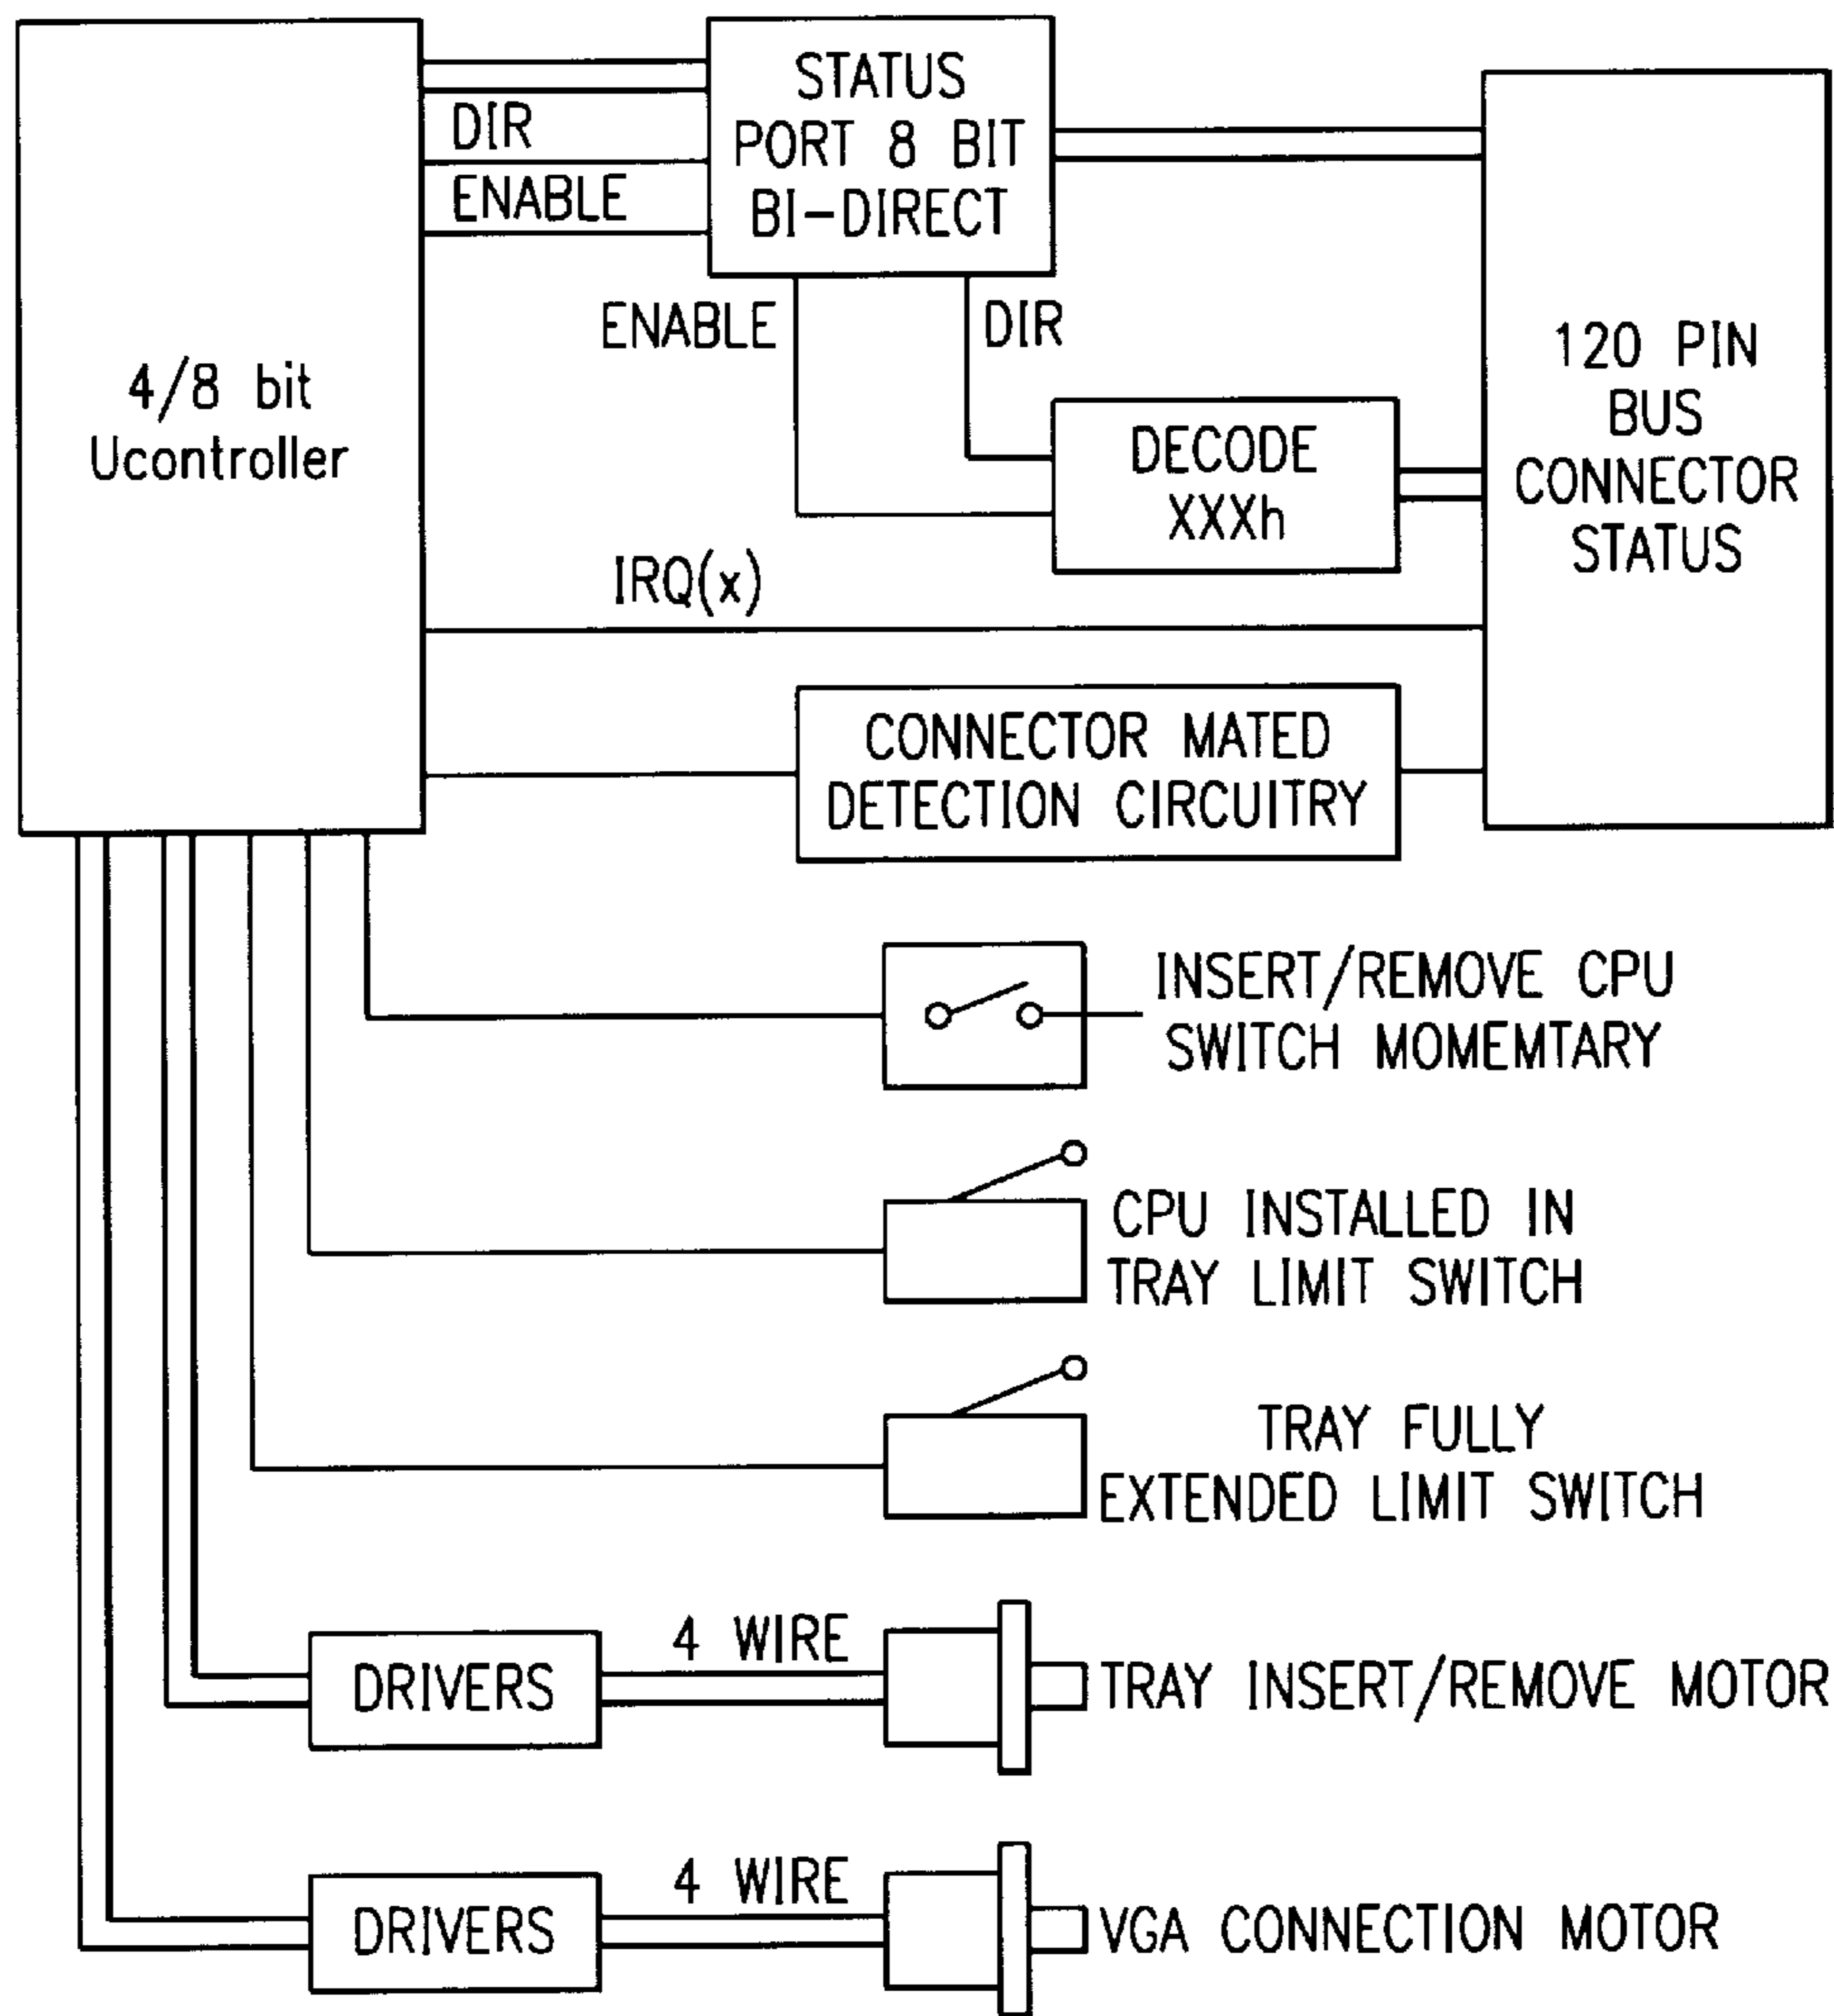 STATUS
PORT 8 BIT
BI-DIRECT
DIR
ENABLE
ENABLE
DIR
4/8 bit
Ucontroller
120 PIN
BUS
CONNECTOR
STATUS
DECODE
XXXh
IRQ(x)
CONNECTOR MATED
DETECTION CIRCUITRY
INSERT/REMOVE CPU
SWITCH MOMEMTARY
CPU INSTALLED IN
TRAY LIMIT SWITCH
TRAY FULLY
EXTENDED LIMIT SWITCH
DRIVERS
4 WIRE
TRAY INSERT/REMOVE MOTOR
DRIVERS
4 WIRE
VGA CONNECTION MOTOR